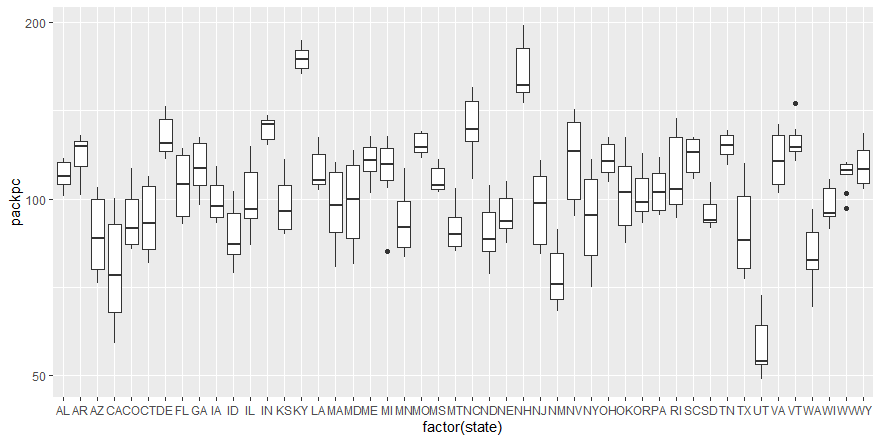 200
100
50
packpc
AL AR AZ CA CO CT DE FL GA IA ID IL IN KS KY LA MA MD ME MI MN MO MS MT NC ND NE NH NJ NM NV NY OH OK OR PA RI SC SD TN TX UT VA VT WA WI WV WY
factor(state)